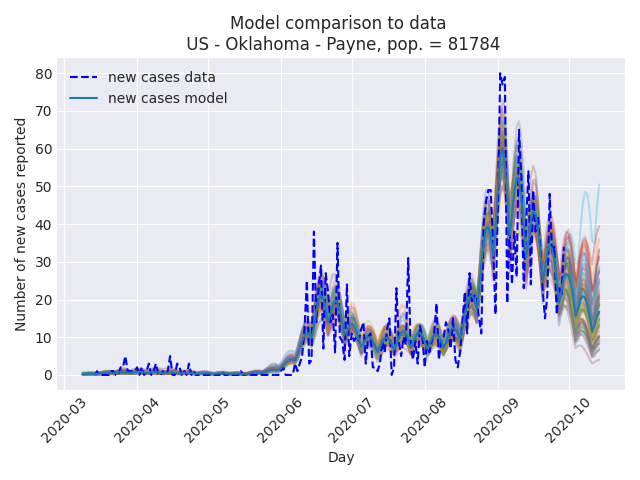 Model comparison to data
US - Oklahoma - Payne, pop. = 81784
new cases data
new cases model
Number of new cases reported
80
70
60
50
40
30
20
10
0
2020-03
2020-04
2020-05
2020-06
2020-07
2020-08
2020-09
2020-10
Day